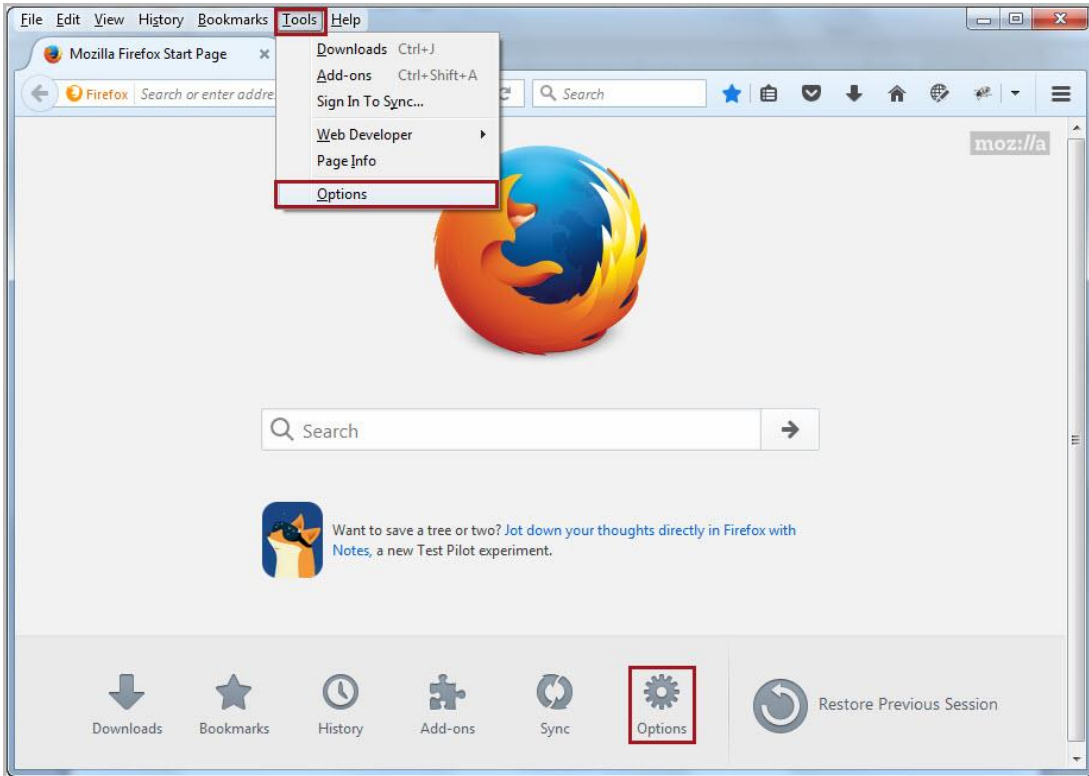 File Edit View History Bookmarks Tools Help
Mozilla Firefox Start Page
Downloads Ctrl+J
Add-ons Ctrl+Shift+A
Sign In To Sync...
Web Developer
Page Info
Options
Firefox Search or enter addre
Search
moz://a
Search
Want to save a tree or two? Jot down your thoughts directly in Firefox with
Notes, a new Test Pilot experiment.
Downloads Bookmarks History Add-ons Sync Options
Restore Previous Session